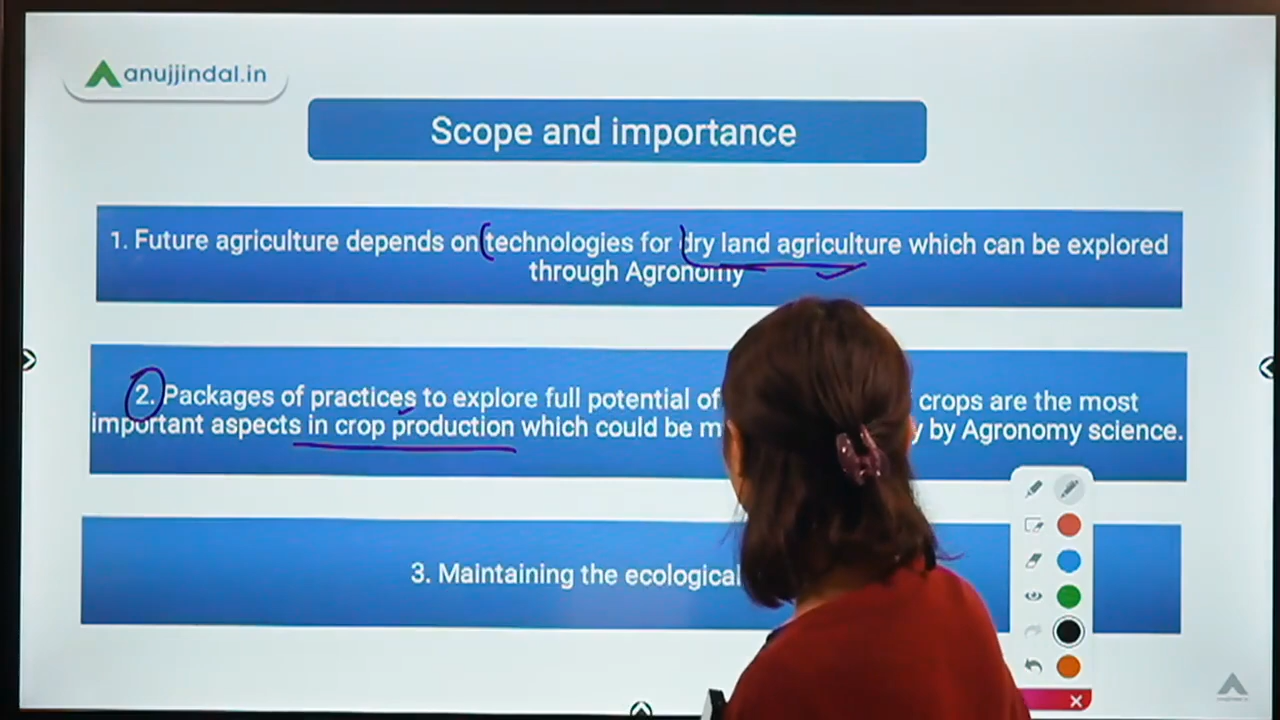 anujjindal.in
Scope and importance
1. Future agriculture depends on technologies for dry land agriculture which can be explored
through Agronomy
2. Packages of practices to explore full potential of crops are the most
important aspects in crop production which could be by Agronomy science.
3. Maintaining the ecological